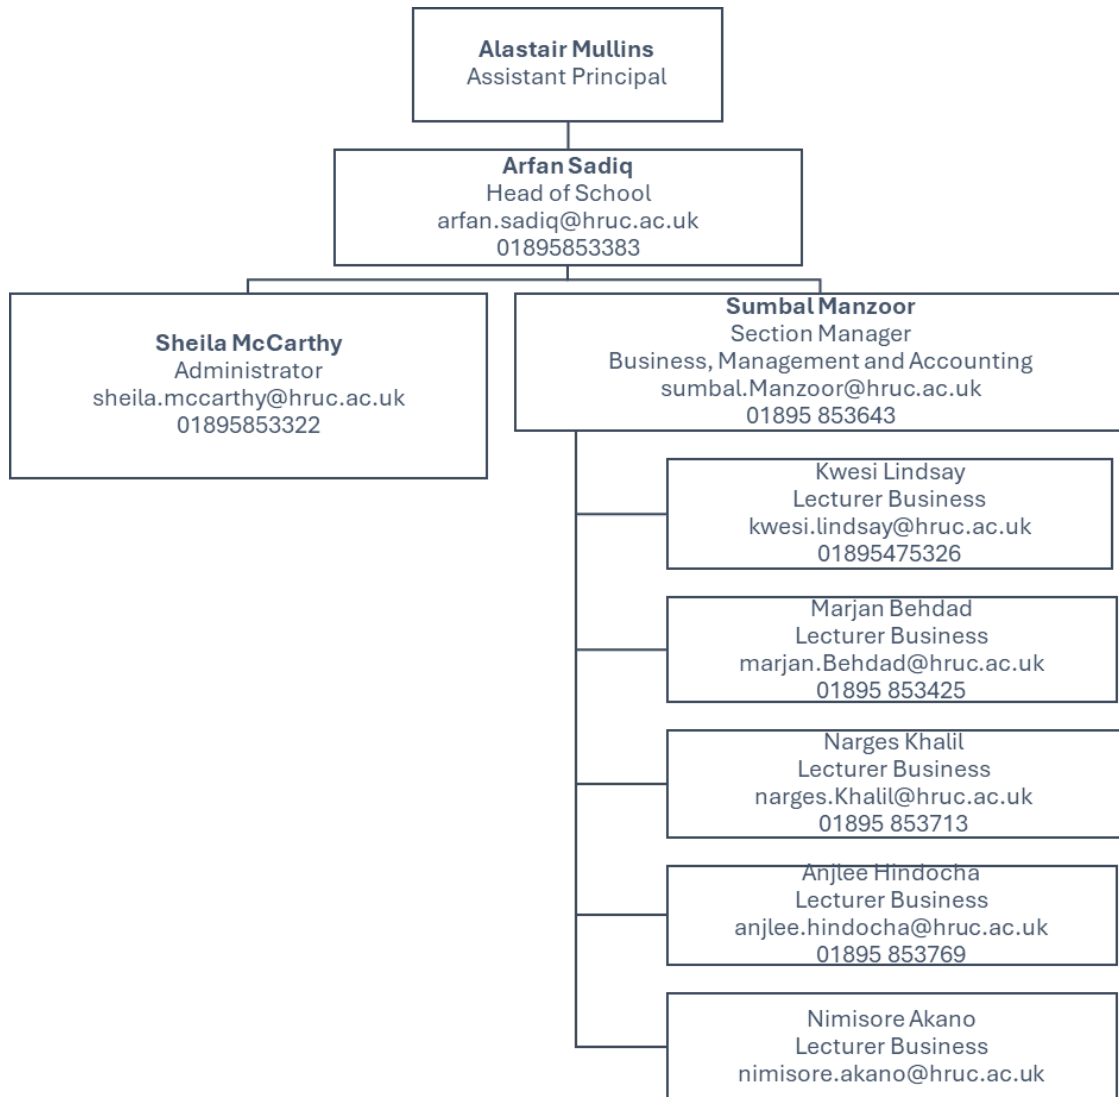 Alastair Mullins
Assistant Principal
Arfan Sadiq
Head of School
arfan.sadiq@hruc.ac.uk
01895853383
Sheila McCarthy
Administrator
sheila.mccarthy@hruc.ac.uk
01895853322
Sumbal Manzoor
Section Manager
Business, Management and Accounting
sumbal.Manzoor@hruc.ac.uk
01895 853643
Kwesi Lindsay
Lecturer Business
kwesi.lindsay@hruc.ac.uk
01895475326
Marjan Behdad
Lecturer Business
marjan.Behdad@hruc.ac.uk
01895 853425
Narges Khalil
Lecturer Business
narges.Khalil@hruc.ac.uk
01895 853713
Anjlee Hindocha
Lecturer Business
anjlee.hindocha@hruc.ac.uk
01895 853769
Nimisore Akano
Lecturer Business
nimisore.akano@hruc.ac.uk